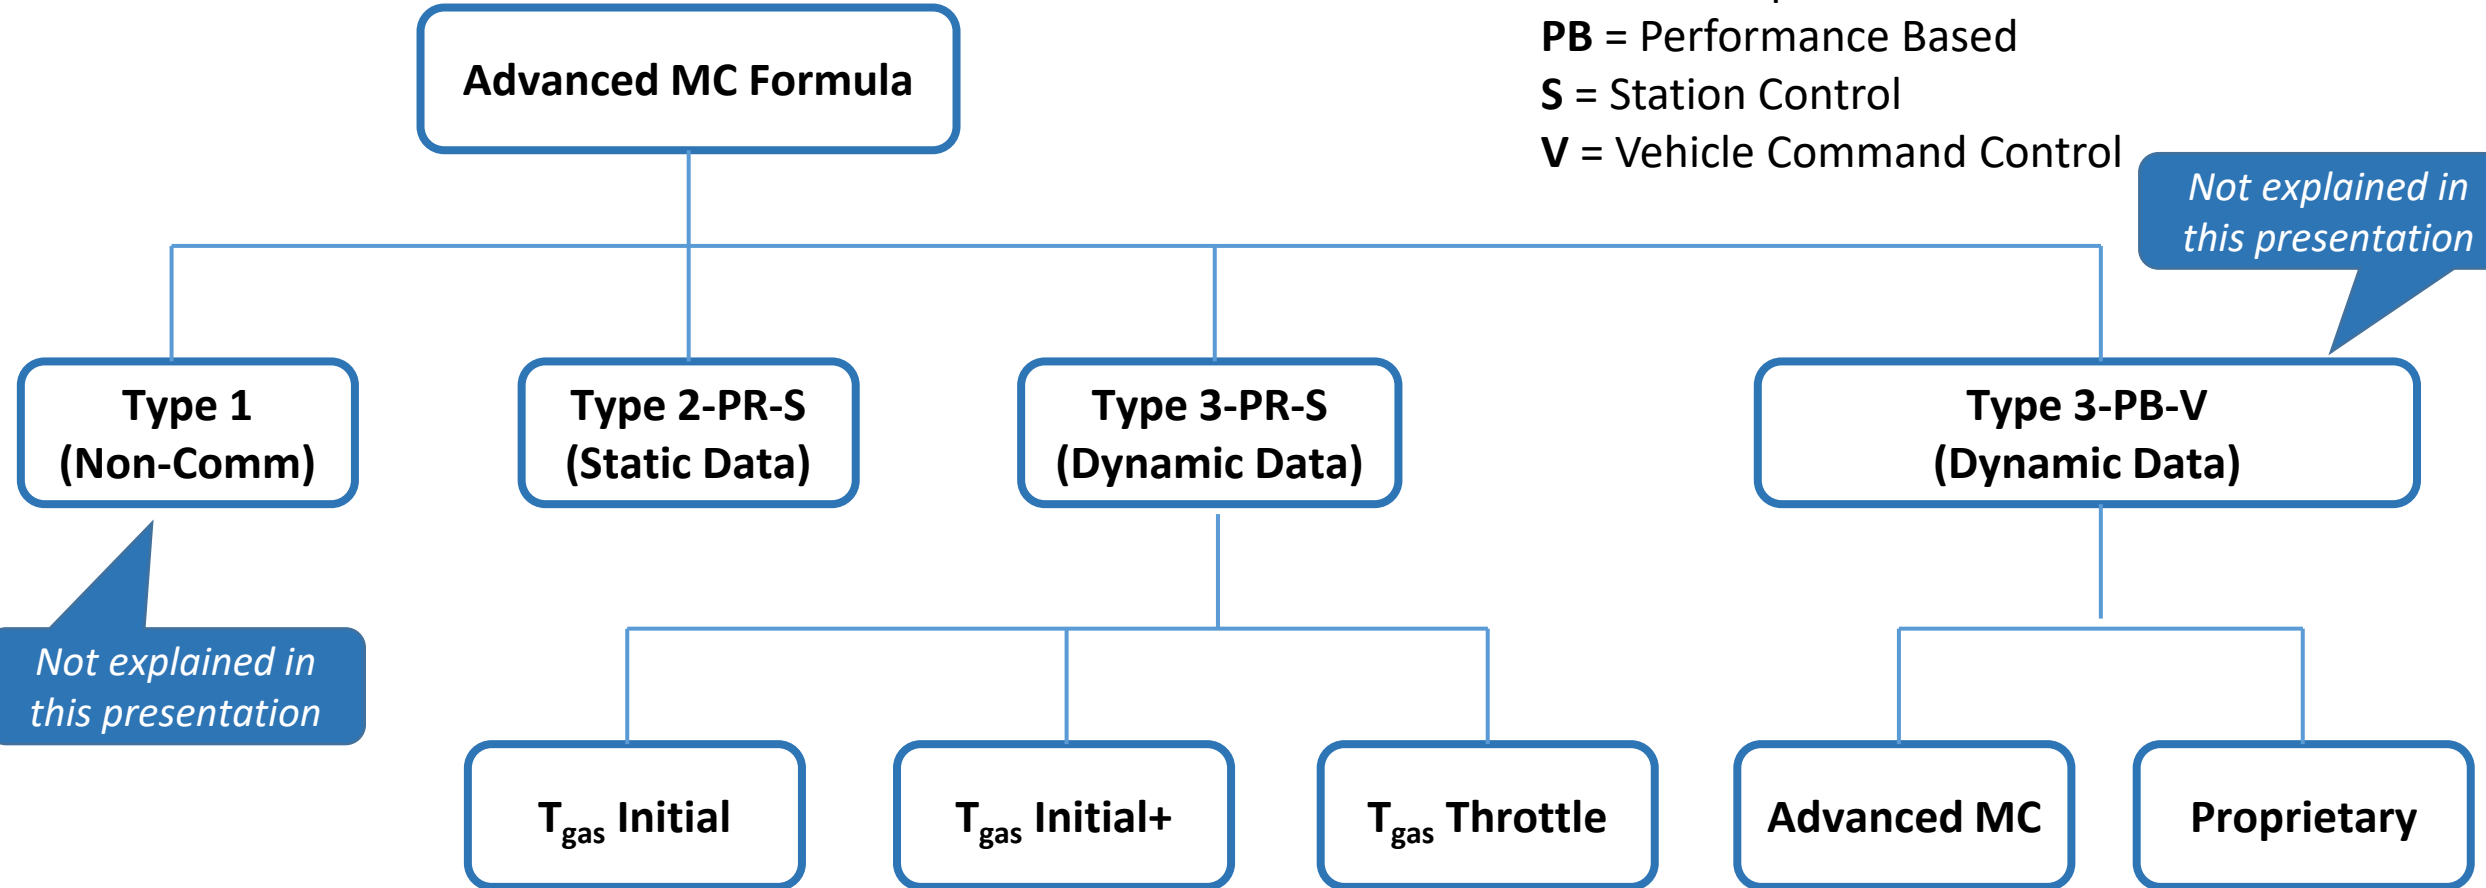 PB = Performance Based
S = Station Control
V = Vehicle Command Control
Advanced MC Formula
Not explained in
this presentation
Type 1
(Non-Comm)
Type 2-PR-S
(Static Data)
Type 3-PR-S
(Dynamic Data)
Type 3-PB-V
(Dynamic Data)
Not explained in
this presentation
Tgas Initial
Tgas Initial+
Tgas Throttle
Advanced MC
Proprietary